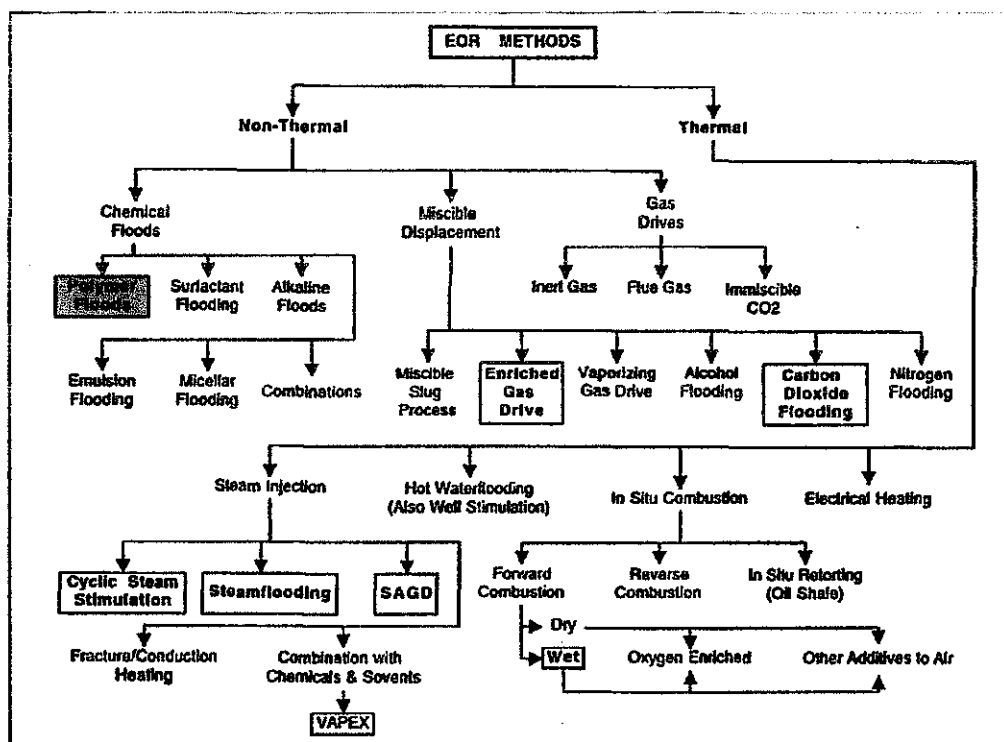 EOR METHODS
Non-Thermal
Thermal
Chemical
Floods
Miscible
Displacement
Gas
Drives
Polymer
Floods
Surfactant
Flooding
Alkaline
Floods
Inert Gas
Flue Gas
Immiscible
CO2
Emulsion
Flooding
Micellar
Flooding
Combinations
Miscible
Slug
Process
Enriched
Gas
Drive
Vaporizing
Gas Drive
Alcohol
Flooding
Carbon
Dioxide
Flooding
Nitrogen
Flooding
Steam Injection
Hot Waterflooding
(Also Well Stimulation)
In Situ Combustion
Electrical Heating
Cyclic Steam
Stimulation
Steamflooding
SAGD
Forward
Combustion
Reverse
Combustion
In Situ Retorting
(Oil Shale)
Fracture/Conduction
Heating
Combination with
Chemicals & Sovents
Dry
Wet
Oxygen Enriched
Other Additives to Air
VAPEX